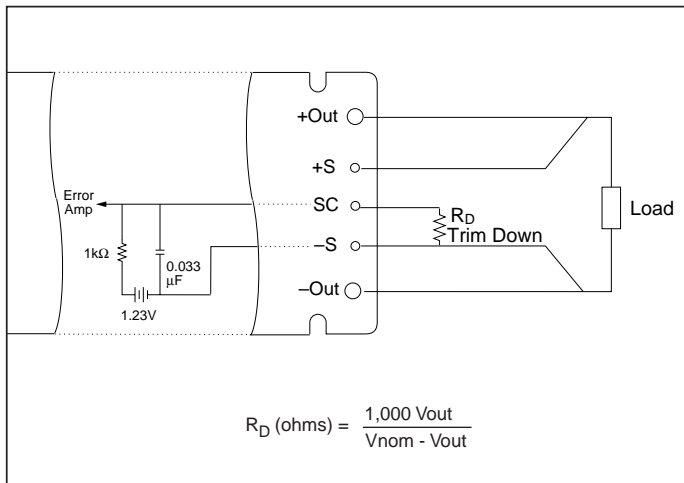 +Out
+S
Error
Amp
SC
R_D
Load
Trim Down
1kΩ
–S
0.033
µF
–Out
1.23V
R_D (ohms) = 1,000 Vout
Vnom - Vout